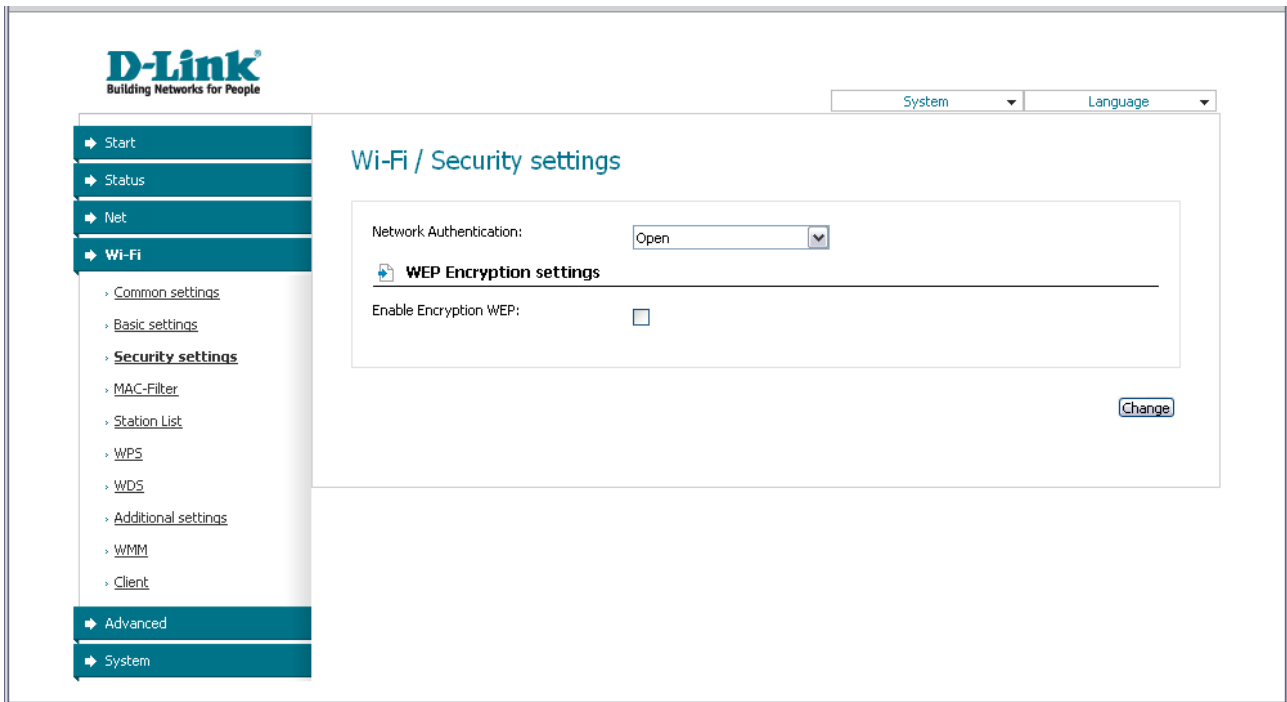 D-Link
Building Networks for People
System
Language
Start
Status
Net
Wi-Fi
Common settings
Basic settings
Security settings
MAC-Filter
Station List
WPS
WDS
Additional settings
WMM
Client
Advanced
System
Wi-Fi / Security settings
Network Authentication: Open
WEP Encryption settings
Enable Encryption WEP:
Change